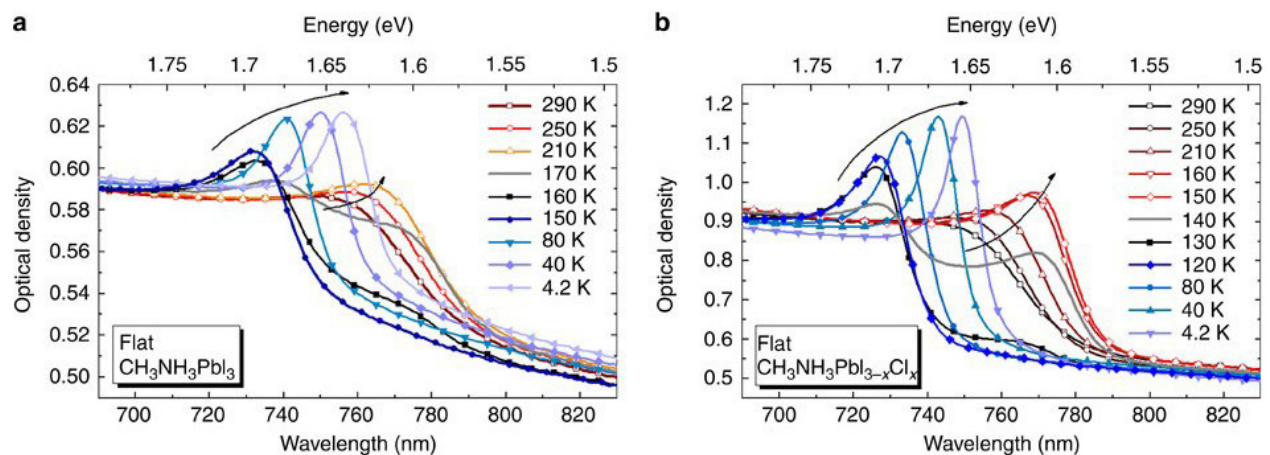 a
Energy (eV)
1.75 1.7 1.65 1.6 1.55 1.5
Optical density
0.64
0.62
0.60
0.58
0.56
0.54
0.52
0.50
290 K
250 K
210 K
170 K
160 K
150 K
80 K
40 K
4.2 K
Flat
CH₃NH₃PbI₃
700 720 740 760 780 800 820
Wavelength (nm)
b
Energy (eV)
1.75 1.7 1.65 1.6 1.55 1.5
Optical density
1.2
1.1
1.0
0.9
0.8
0.7
0.6
0.5
290 K
250 K
210 K
160 K
150 K
140 K
130 K
120 K
80 K
40 K
4.2 K
Flat
CH₃NH₃PbI₃₋ₓClₓ
700 720 740 760 780 800 820
Wavelength (nm)